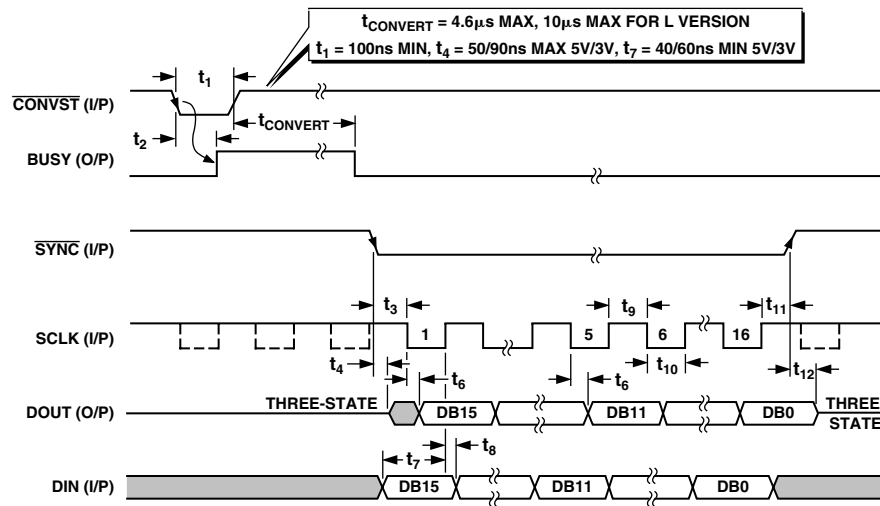 tCONVERT = 4.6µs MAX, 10µs MAX FOR L VERSION
t1 = 100ns MIN, t4 = 50/90ns MAX 5V/3V, t7 = 40/60ns MIN 5V/3V
t1
CONVST (I/P)
tCONVERT
t2
BUSY (O/P)
SYNC (I/P)
t3
t9
t11
SCLK (I/P)
1
5
6
16
t4
t6
t6
t10
t12
DOUT (O/P)
THREE-STATE
DB15
DB11
DB0
THREE
STATE
t7
t8
DIN (I/P)
DB15
DB11
DB0